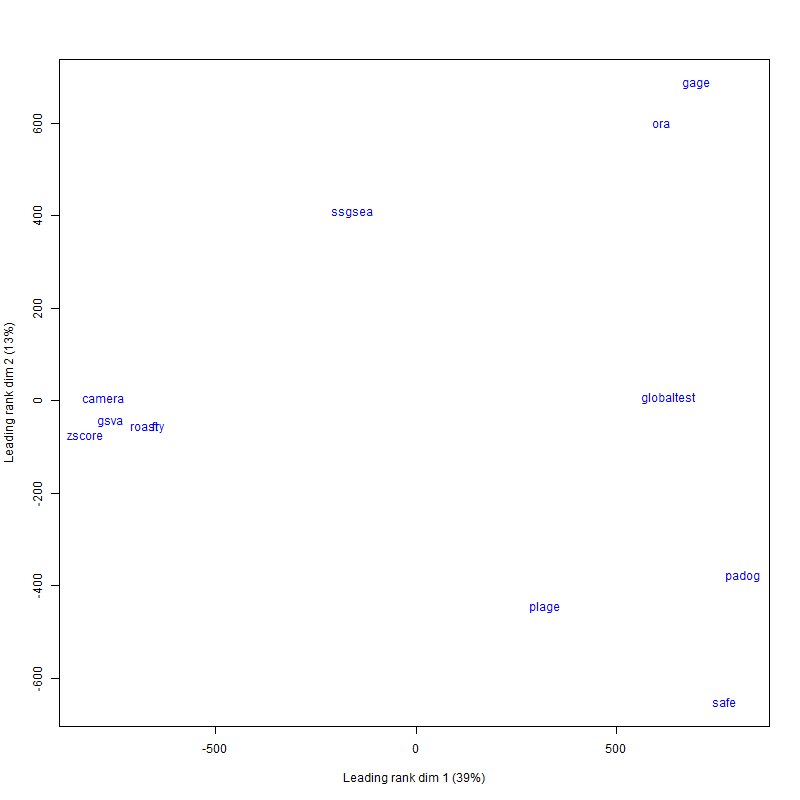 gage
ora
ssgsea
camera
globaltest
gsva
roast
fry
zscore
padog
plage
safe
600
400
200
0
-200
-400
-600
Leading rank dim 2 (13%)
-500
0
500
Leading rank dim 1 (39%)